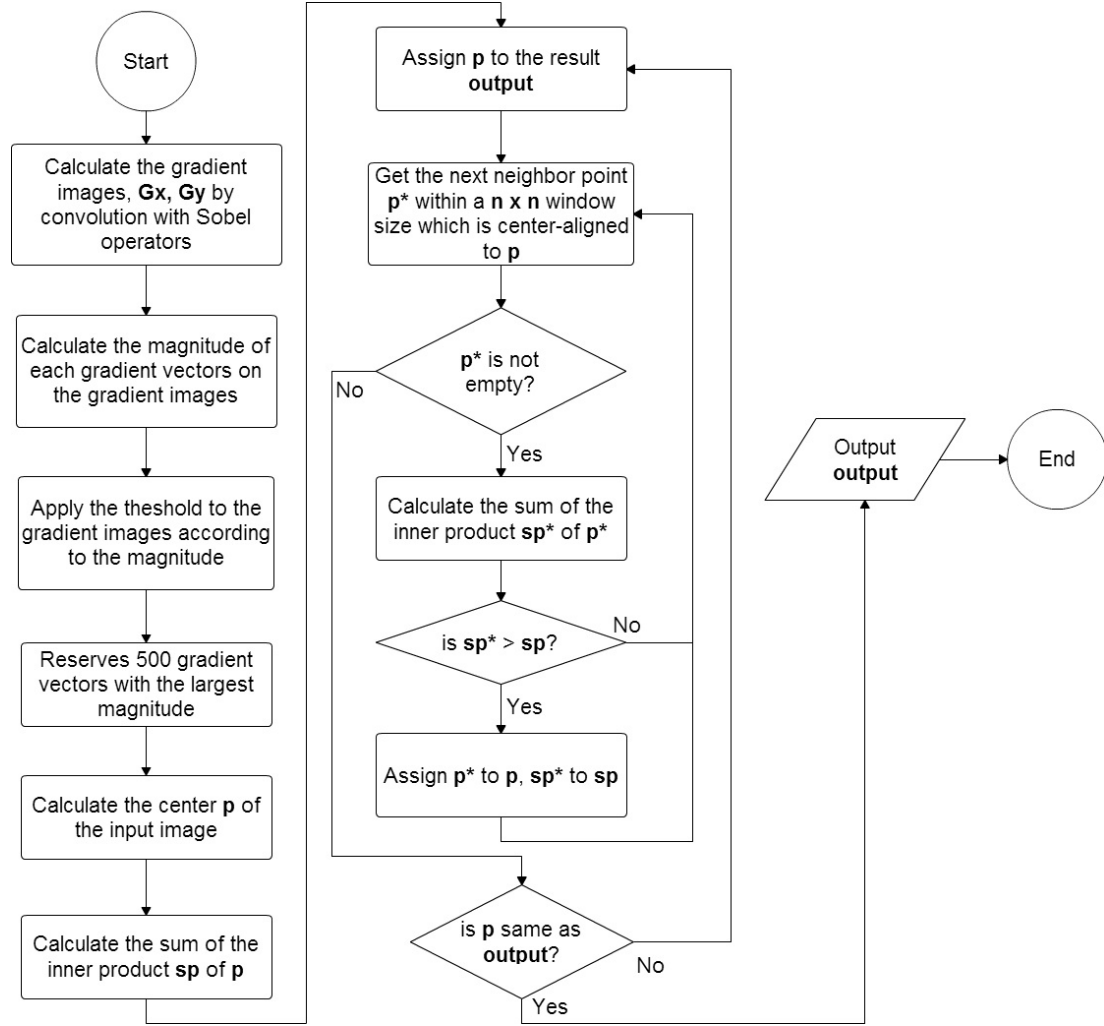 Start
Calculate the gradient
images, Gx, Gy by
convolution with Sobel
operators
Calculate the magnitude of
each gradient vectors on
the gradient images
Apply the theshold to the
gradient images according
to the magnitude
Reserves 500 gradient
vectors with the largest
magnitude
Calculate the center p of
the input image
Calculate the sum of the
inner product sp of p
Assign p to the result
output
Get the next neighbor point
p* within a n x n window
size which is center-aligned
to p
p* is not
empty?
No
Yes
Calculate the sum of the
inner product sp* of p*
is sp* > sp?
No
Yes
Assign p* to p, sp* to sp
is p same as
output?
No
Yes
Output
output
End